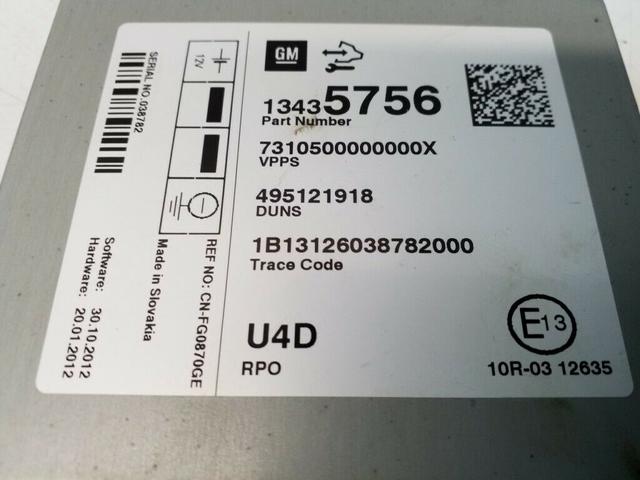 GM
13435756
Part Number
7310500000000X
VPPS
495121918
DUNS
1B13126038782000
Trace Code
U4D
RPO
E13
10R-03 12635
SERIAL NO.038782
12V
REF NO: CN-FG0870GE
Made in Slovakia
Software: 30.10.2012
Hardware: 20.01.2012